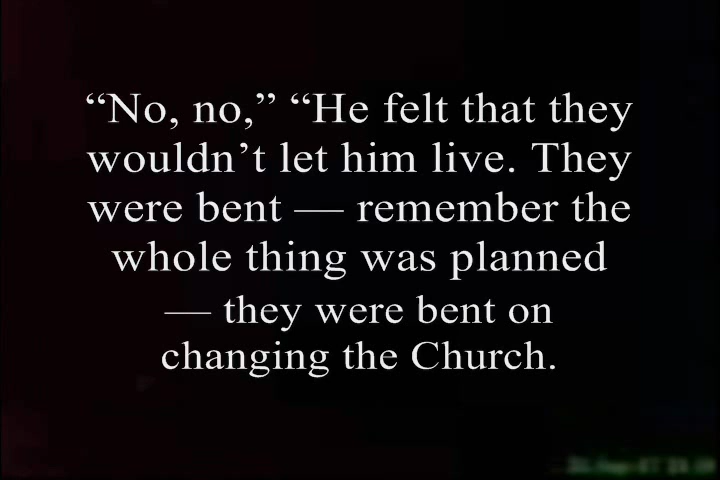 “No, no,” “He felt that they
wouldn’t let him live. They
were bent — remember the
whole thing was planned
— they were bent on
changing the Church.